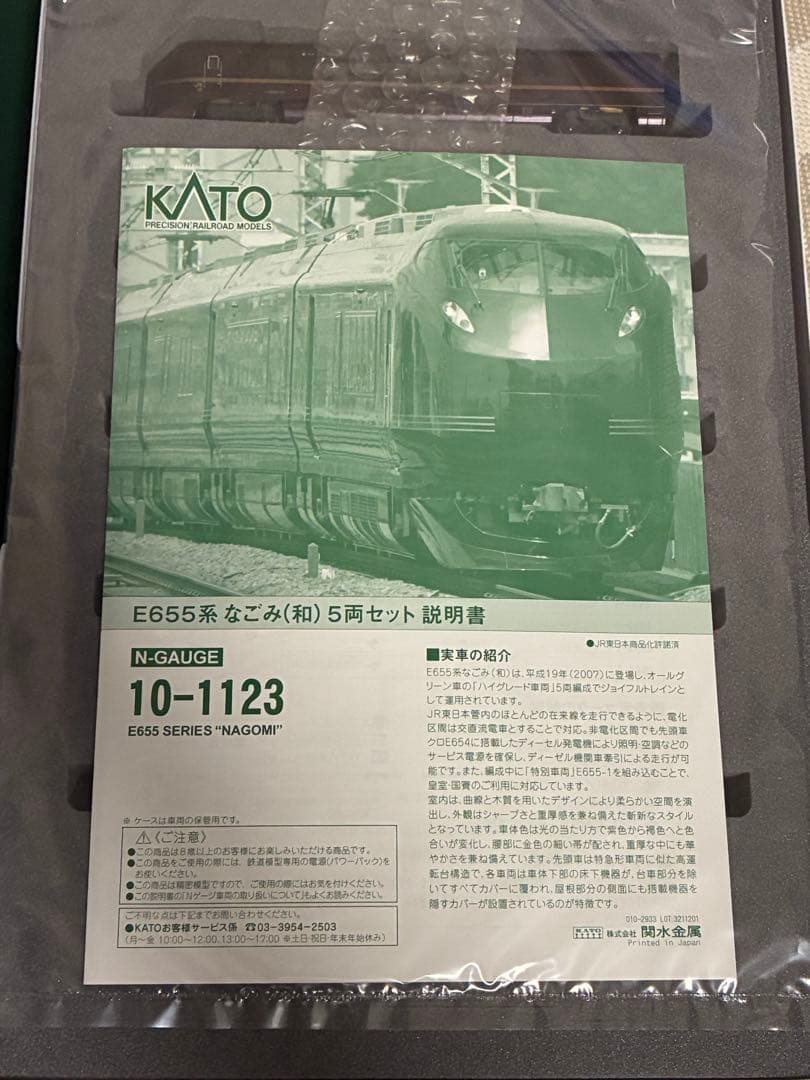 KATO
PRECISION RAILROAD MODELS
E655系 なごみ(和) 5両セット 説明書
N-GAUGE
10-1123
E655 SERIES “NAGOMI”
●JR東日本商品化許諾済
■実車の紹介
E655系なごみ(和)は、平成19年(2007)に登場し、オールグ
リーン車の「ハイグレード車両」5両編成でジョイフルトレインと
して運用されています。
JR東日本管内のほとんどの在来線を走行できるように、電化
区間は交直流電車とすることで対応。非電化区間でも先頭車
クロE654に搭載したディーゼル発電機により照明・空調などの
サービス電源を確保し、ディーゼル機関車牽引による走行が可
能です。また、編成中に「特別車両」E655-1を組み込むことで、
皇室・国賓のご利用に対応しています。
室内は、曲線と木質を用いたデザインにより柔らかい空間を演
出し、外観はシャープさと重厚感を兼ね備えた斬新なスタイル
となっています。車体色は光の当たり方で紫色から褐色へと色
合いが変化し、腰部に金色の細い帯が配され、重厚な中にも華
やかさを兼ね備えています。先頭車は特急形車両に似た高運
転台構造で、各車両は車体下部の床下機器が、台車部分を除
いてすべてカバーに覆われ、屋根部分の側面にも搭載機器を
隠すカバーが設置されているのが特徴です。
※ ケースは車両の保管用です。
⚠〈ご注意〉
●この商品は8歳以上のお客様にお楽しみいただける商品です。
●この商品をご使用の際には、鉄道模型専用の電源(パワーパック)を
お使いください。
●この商品は精密模型ですので、ご使用の際にはお気を付けください。
●この説明書の「Nゲージ車両の取り扱いについて」もよくお読みください。
ご不明な点は下記までお問い合わせください。
●KATOお客様サービス係 ☎03-3954-2503
(月〜金 10:00〜12:00、13:00〜17:00 ※土日・祝日・年末年始休み)
010-2933 LOT:3211201
KATO 株式会社 関水金属
Printed in Japan